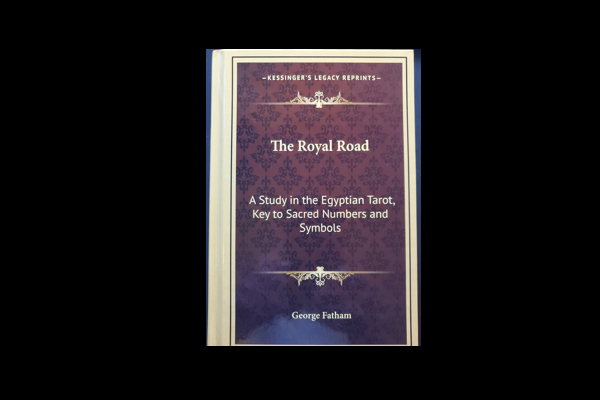 —KESSINGER'S LEGACY REPRINTS—
The Royal Road
A Study in the Egyptian Tarot,
Key to Sacred Numbers and
Symbols
George Fatham